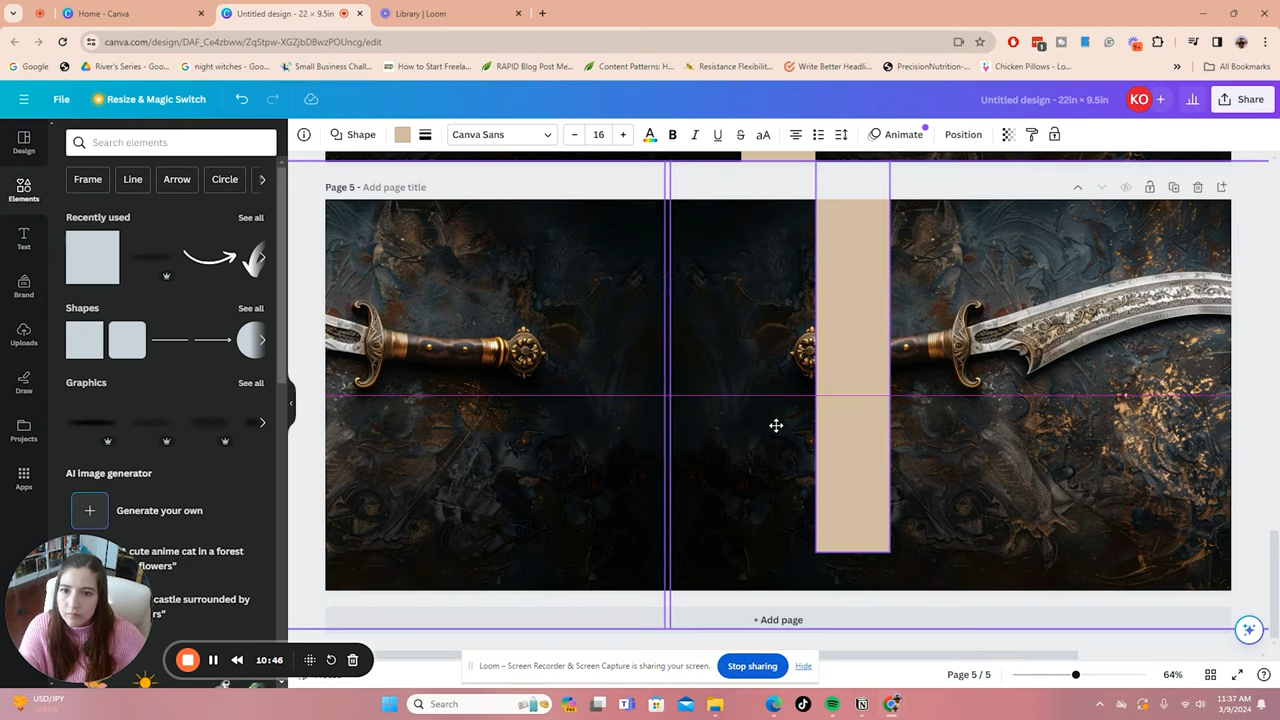 Home - Canva
Untitled design - 22 × 9.5in
Library | Loom
canva.com/design/DAF_Ce4zbww/ZqStpw-XGZjbDBwzPOUncg/edit
Google
River's Series - Goo...
night witches - Goo...
Small Business Chall...
How to Start Freela...
RAPID Blog Post Me...
Content Patterns: H...
Resistance Flexibilit...
Write Better Headli...
PrecisionNutrition-...
Chicken Pillows - Lo...
All Bookmarks
File
Resize & Magic Switch
Untitled design - 22in × 9.5in
KO
Share
Design
Elements
Text
Brand
Uploads
Draw
Projects
Apps
Search elements
Frame
Line
Arrow
Circle
Recently used
See all
Shapes
See all
Graphics
See all
AI image generator
Generate your own
cute anime cat in a forest
flowers"
castle surrounded by
Shape
Canva Sans
16
A
B
I
U
S
aA
Animate
Position
Page 5 - Add page title
+ Add page
10:46
Loom – Screen Recorder & Screen Capture is sharing your screen.
Stop sharing
Hide
Page 5 / 5
64%
USD/JPY
Search
11:37 AM
3/9/2024